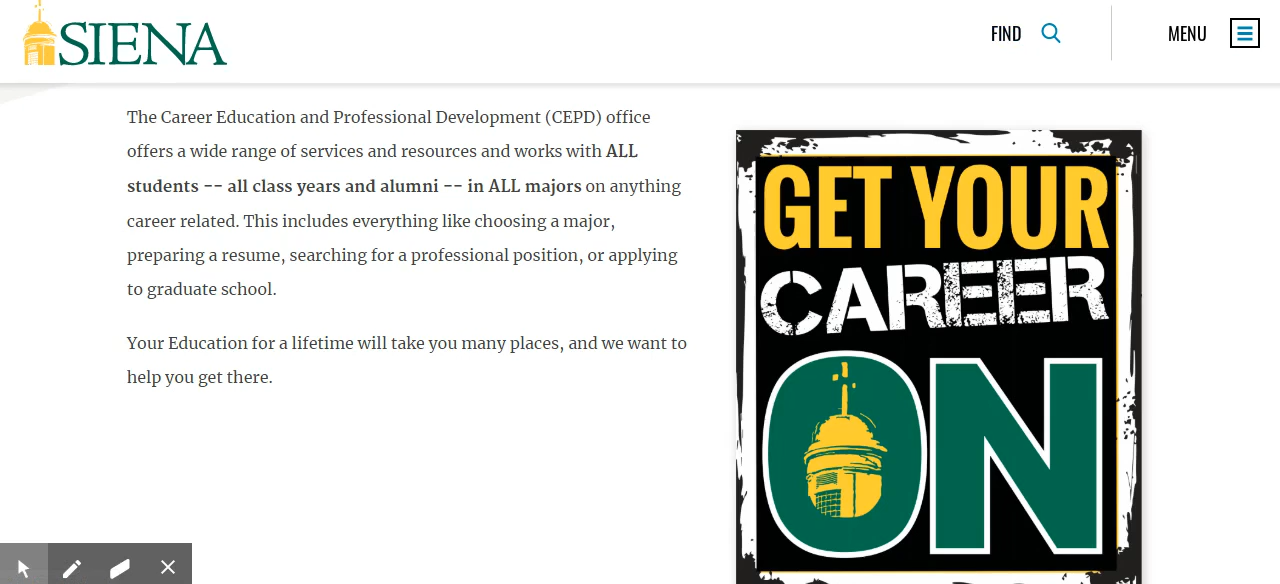 SIENA
FIND
MENU
The Career Education and Professional Development (CEPD) office
offers a wide range of services and resources and works with ALL
students -- all class years and alumni -- in ALL majors on anything
career related. This includes everything like choosing a major,
preparing a resume, searching for a professional position, or applying
to graduate school.
Your Education for a lifetime will take you many places, and we want to
help you get there.
GET YOUR
CAREER
ON